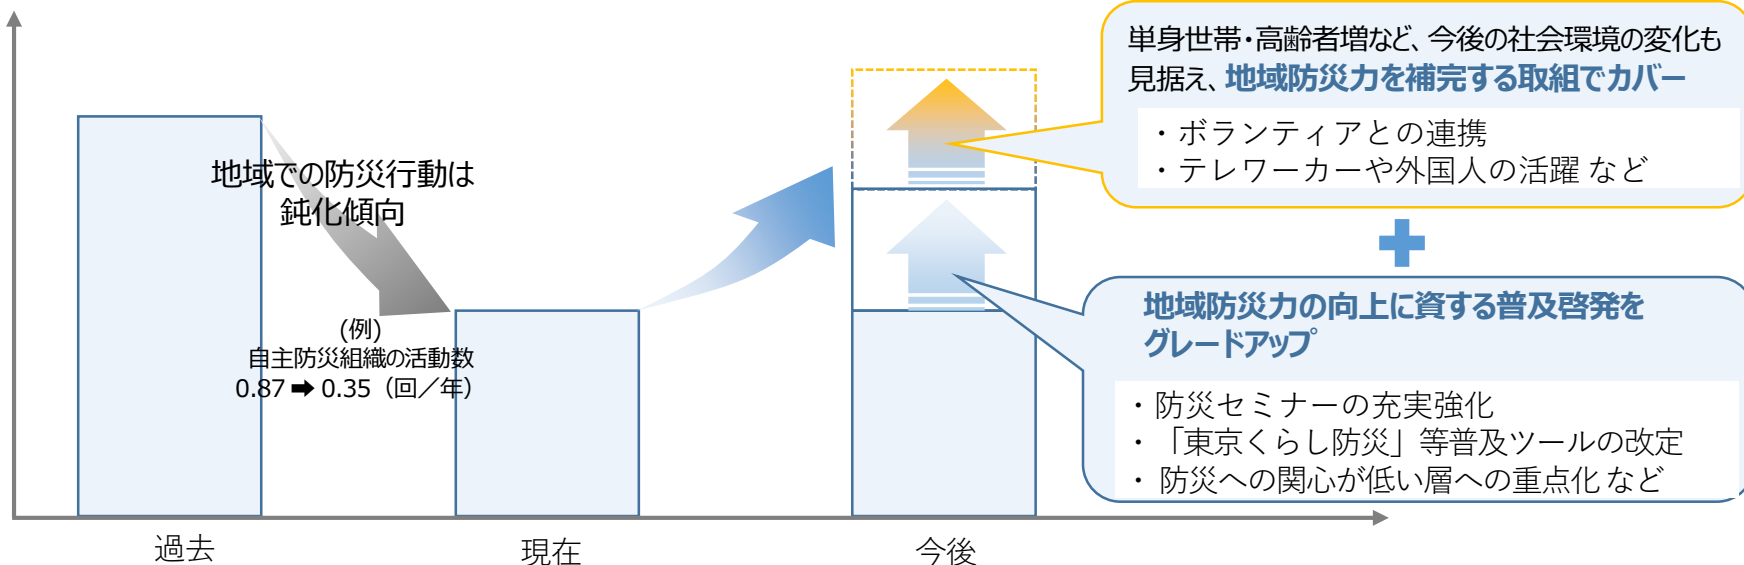 地域での防災行動は
鈍化傾向
(例)
自主防災組織の活動数
0.87 ➡ 0.35（回／年）
過去
現在
今後
単身世帯・高齢者増など、今後の社会環境の変化も
見据え、地域防災力を補完する取組でカバー
・ボランティアとの連携
・テレワーカーや外国人の活躍 など
地域防災力の向上に資する普及啓発を
グレードアップ
・防災セミナーの充実強化
・「東京くらし防災」等普及ツールの改定
・ 防災への関心が低い層への重点化 など